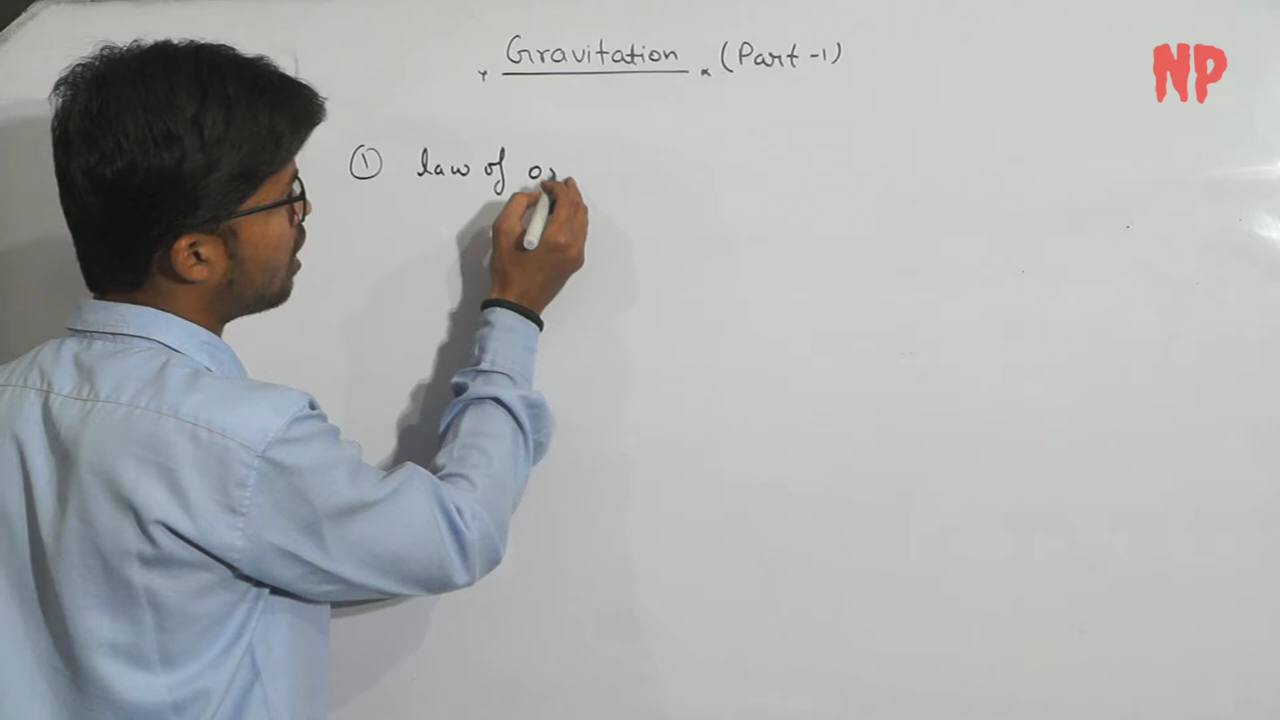 Gravitation (Part-1)
NP
① law of